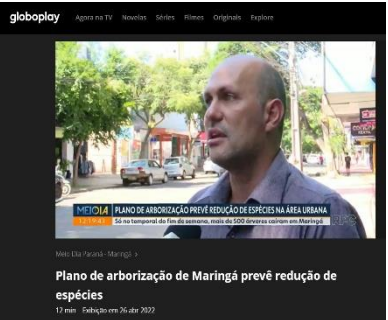 globoplay Agora na TV Novelas Séries Filmes Originals Explore
MEIO DIA PLANO DE ARBORIZAÇÃO PREVÊ REDUÇÃO DE ESPÉCIES NA ÁREA URBANA
Só no temporal do fim de semana, mais de 500 árvores caíram em Maringá
Meio Dia Paraná - Maringá >
Plano de arborização de Maringá prevê redução de
espécies
12 min Exibição em 26 abr 2022